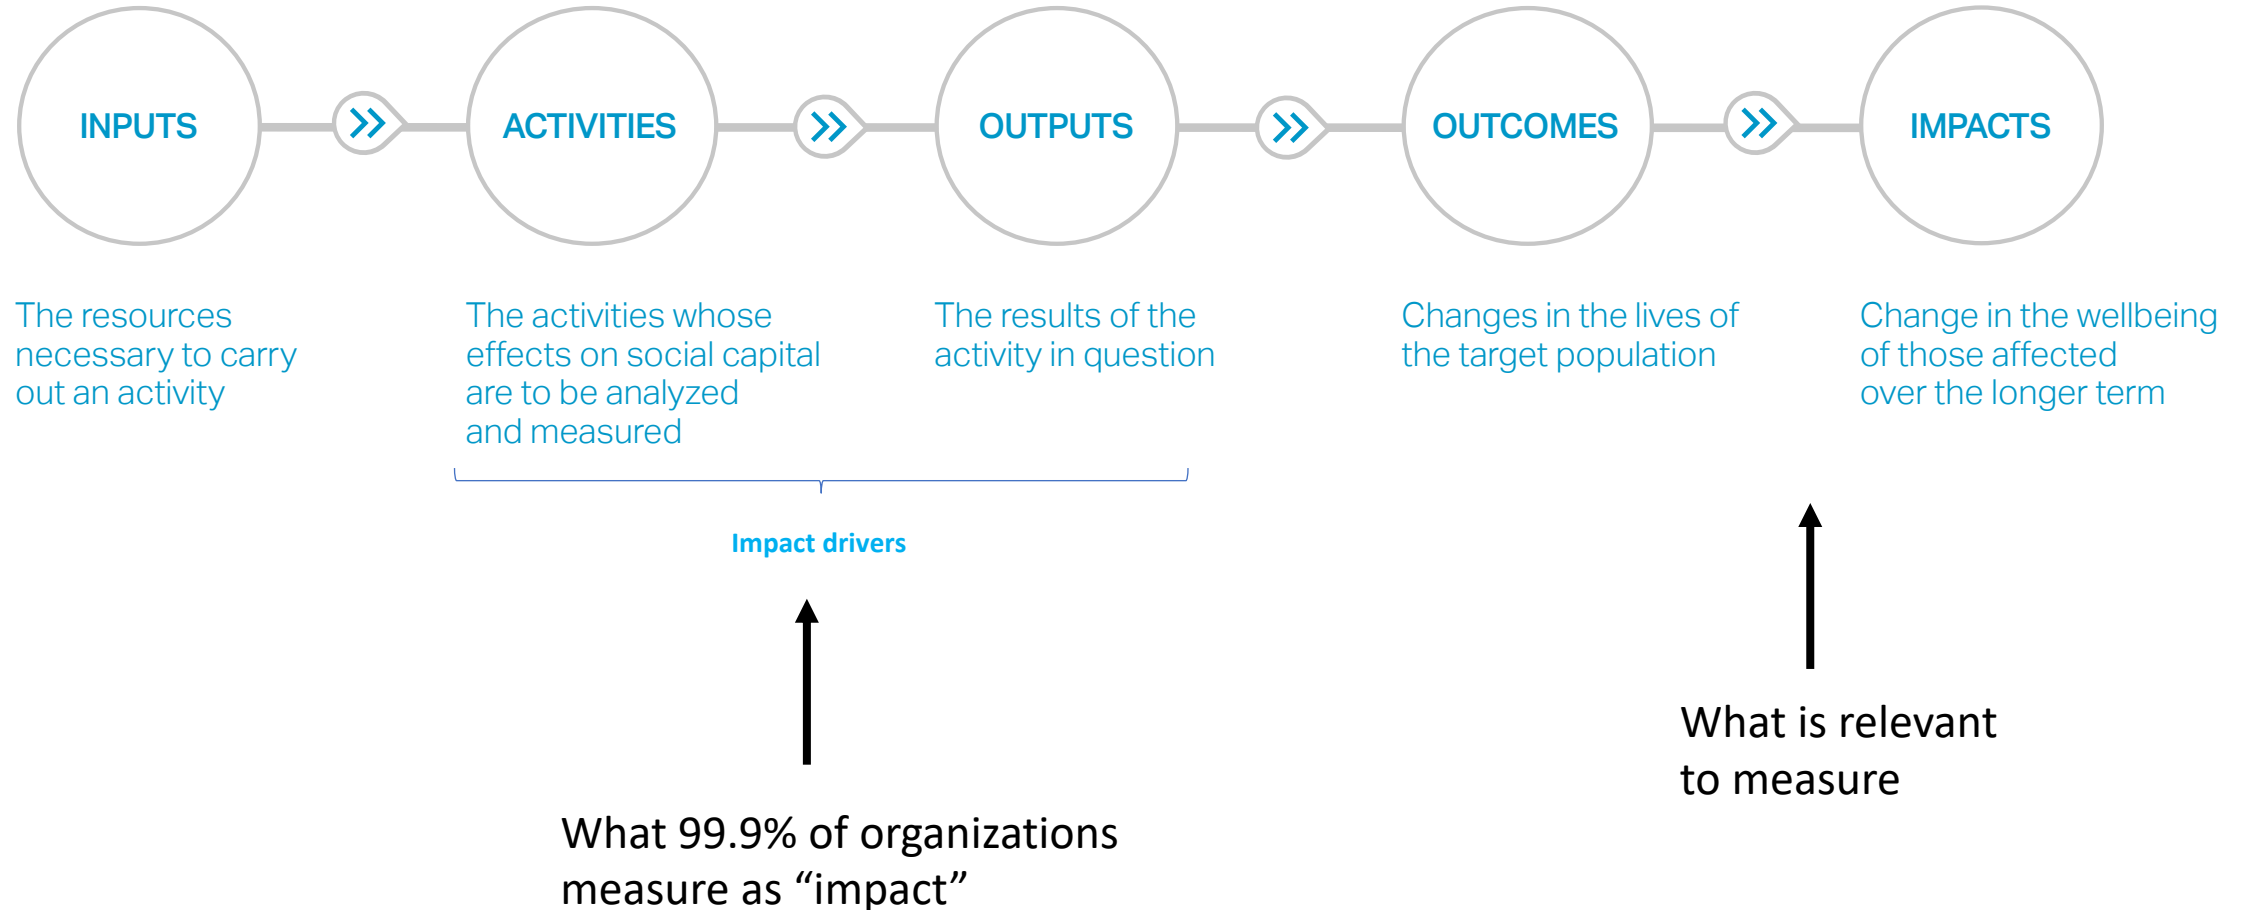 INPUTS
ACTIVITIES
OUTPUTS
OUTCOMES
IMPACTS
The resources
necessary to carry
out an activity
The activities whose
effects on social capital
are to be analyzed
and measured
The results of the
activity in question
Changes in the lives of
the target population
Change in the wellbeing
of those affected
over the longer term
Impact drivers
What 99.9% of organizations
measure as “impact”
What is relevant
to measure